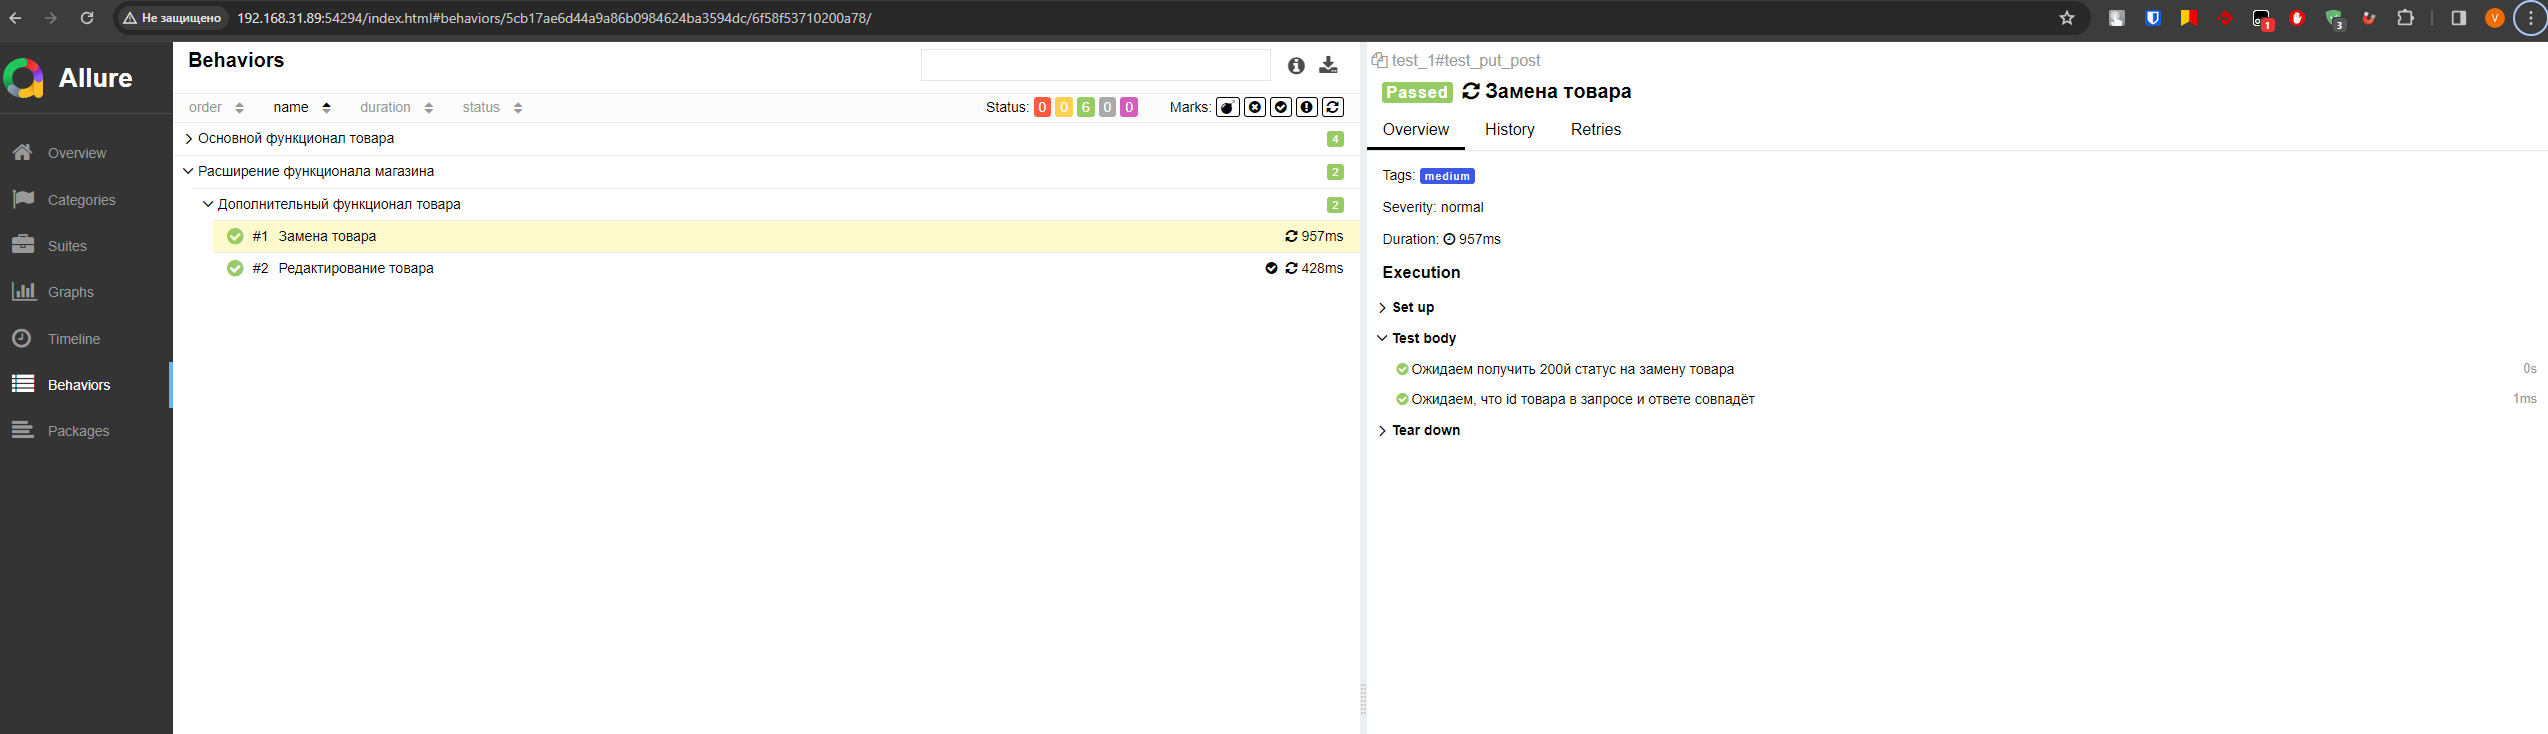 Не защищено 192.168.31.89:54294/index.html#behaviors/5cb17ae6d44a9a86b0984624ba3594dc/6f58f53710200a78/
1
3
V
Allure
Overview
Categories
Suites
Graphs
Timeline
Behaviors
Packages
Behaviors
order name duration status Status: 0 0 6 0 0 Marks:
Основной функционал товара 4
Расширение функционала магазина 2
Дополнительный функционал товара 2
#1 Замена товара 957ms
#2 Редактирование товара 428ms
test_1#test_put_post
Passed Замена товара
Overview History Retries
Tags: medium
Severity: normal
Duration: 957ms
Execution
Set up
Test body
Ожидаем получить 200й статус на замену товара 0s
Ожидаем, что id товара в запросе и ответе совпадёт 1ms
Tear down